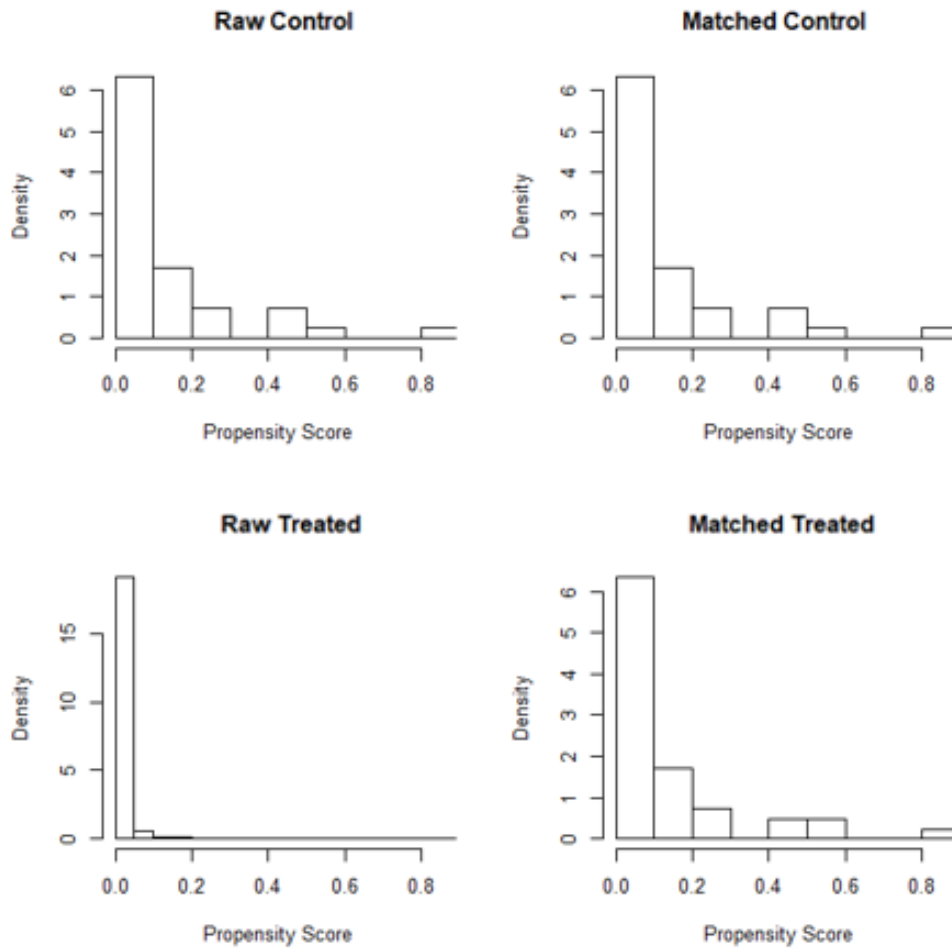 Raw Control
Density
0 1 2 3 4 5 6
0.0 0.2 0.4 0.6 0.8
Propensity Score
Matched Control
Density
0 1 2 3 4 5 6
0.0 0.2 0.4 0.6 0.8
Propensity Score
Raw Treated
Density
0 5 10 15
0.0 0.2 0.4 0.6 0.8
Propensity Score
Matched Treated
Density
0 1 2 3 4 5 6
0.0 0.2 0.4 0.6 0.8
Propensity Score